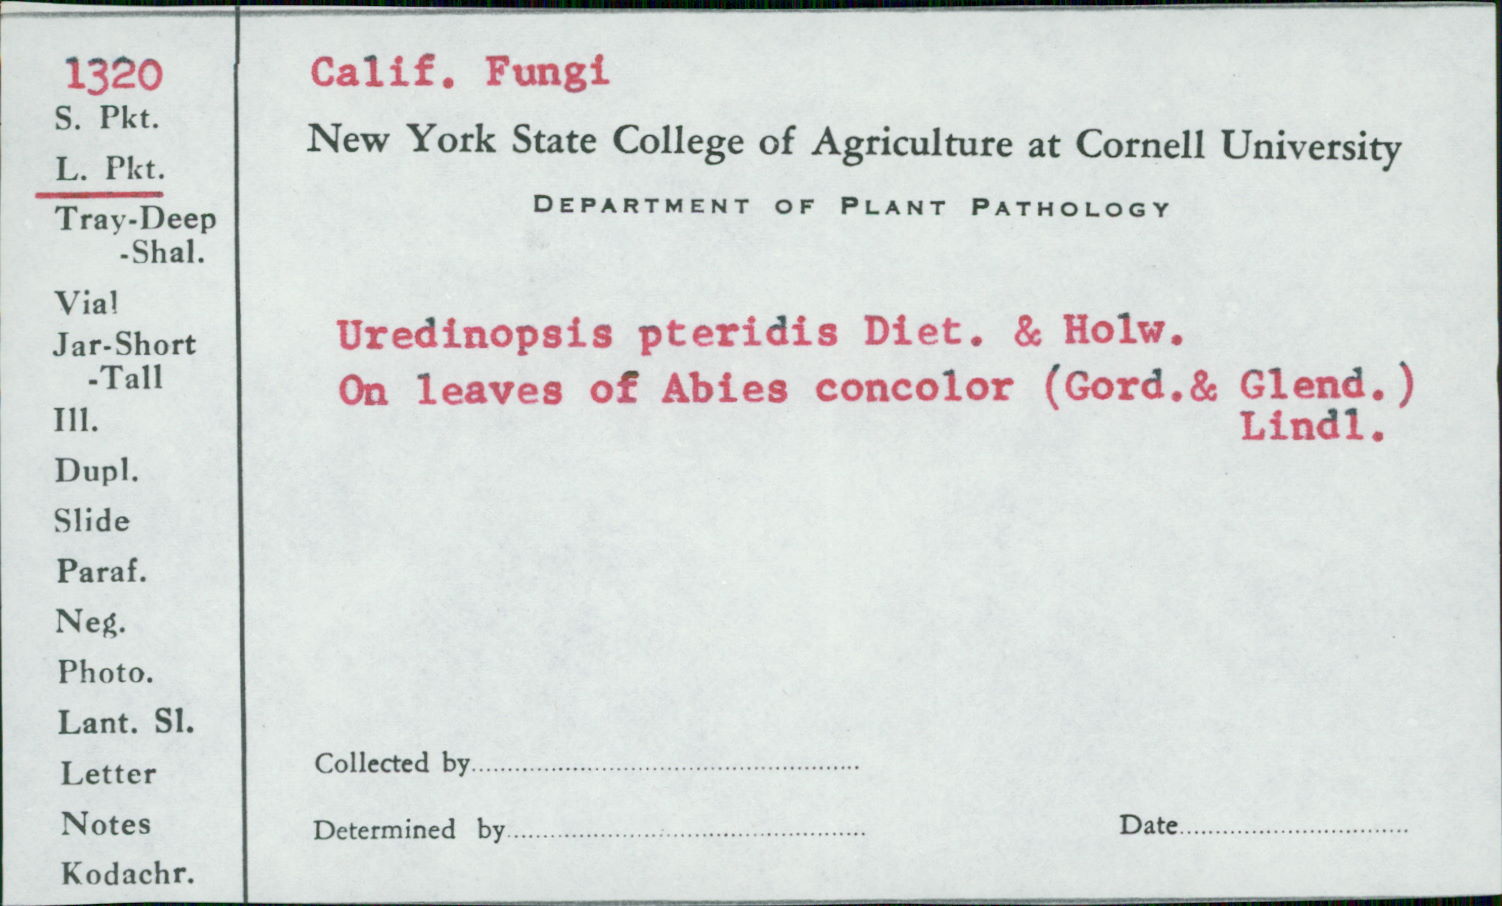 1320
S. Pkt.
L. Pkt.
Tray-Deep
-Shal.
Vial
Jar-Short
-Tall
Ill.
Dupl.
Slide
Paraf.
Neg.
Photo.
Lant. Sl.
Letter
Notes
Kodachr.
Calif. Fungi
New York State College of Agriculture at Cornell University
DEPARTMENT OF PLANT PATHOLOGY
Uredinopsis pteridis Diet. & Holw.
On leaves of Abies concolor (Gord.& Glend.)
Lindl.
Collected by
Determined by
Date